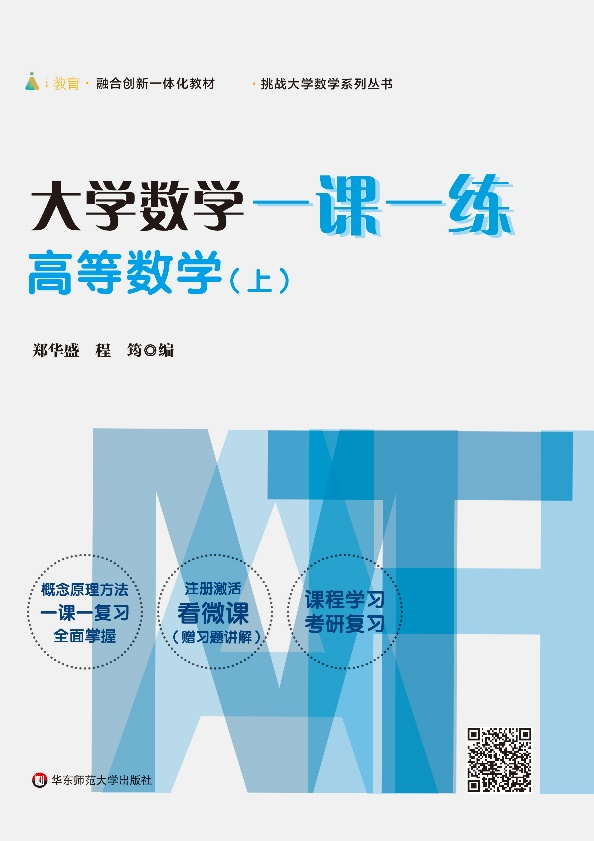 i教育·融合创新一体化教材 ·挑战大学数学系列丛书
大学数学一课一练
高等数学(上)
郑华盛 程 筠◎编
MATH
概念原理方法
一课一复习
全面掌握
注册激活
看微课
(赠习题讲解)
课程学习
考研复习
华东师范大学出版社